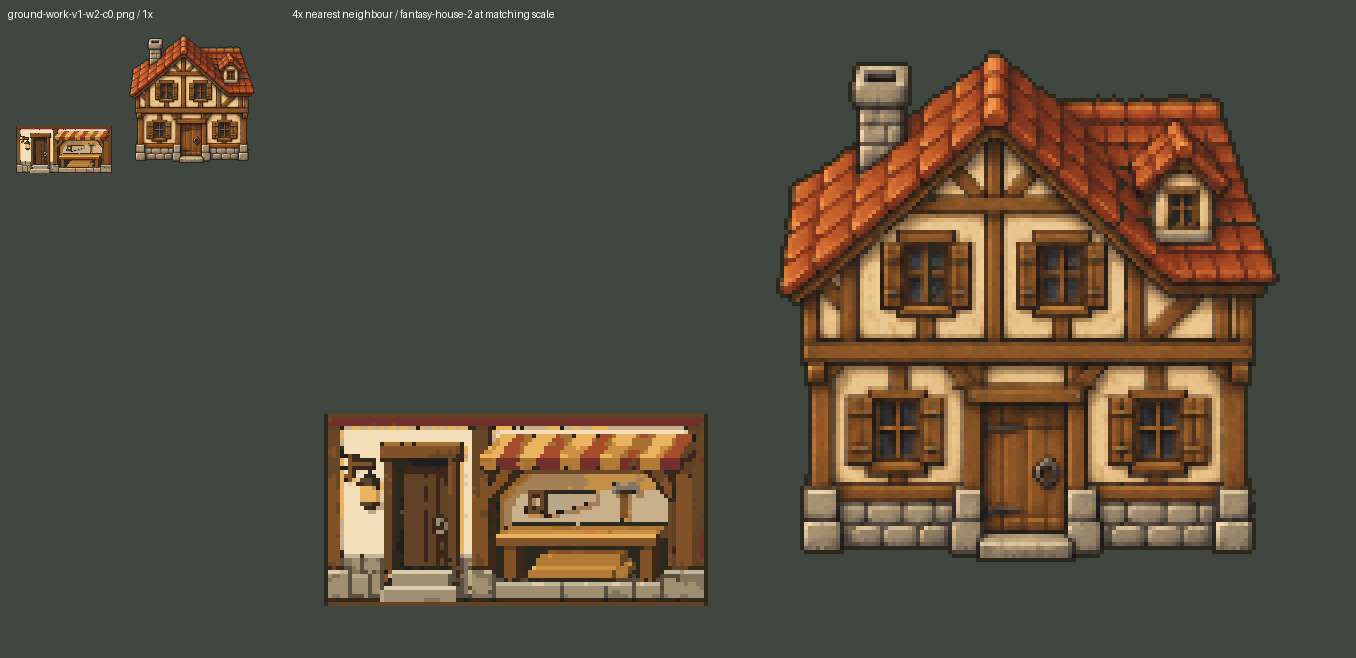 ground-work-v1-w2-c0.png / 1x
4x nearest neighbour / fantasy-house-2 at matching scale